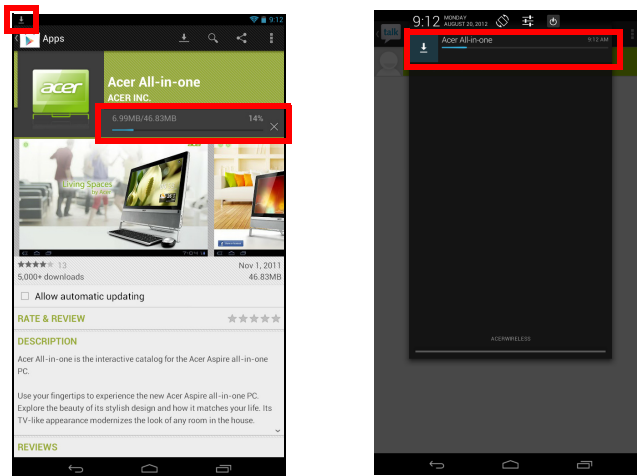 9:12
Apps
acer
Acer All-in-one
ACER INC.
6.99MB/46.83MB 14%
Living Spaces
by Acer
★★★★★ 13
Nov 1, 2011
5,000+ downloads
46.83MB
Allow automatic updating
RATE & REVIEW
DESCRIPTION
Acer All-in-one is the interactive catalog for the Acer Aspire all-in-one
PC.
Use your fingertips to experience the new Acer Aspire all-in-one PC.
Explore the beauty of its stylish design and how it matches your life. Its
TV-like appearance modernizes the look of any room in the house.
REVIEWS
9:12 MONDAY
AUGUST 20, 2012
talk
Acer All-in-one 9:12 AM
ACERWIRELESS